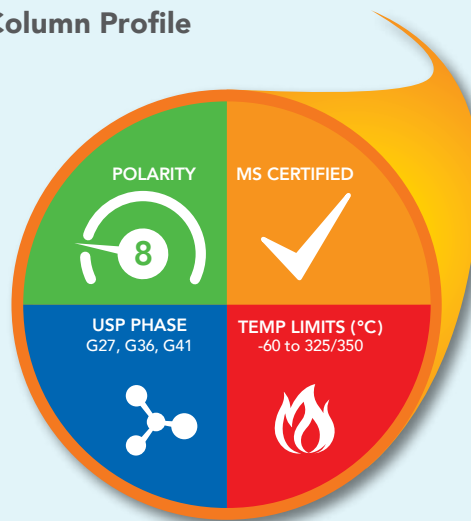 Column Profile
POLARITY
8
MS CERTIFIED
USP PHASE
G27, G36, G41
TEMP LIMITS (°C)
-60 to 325/350